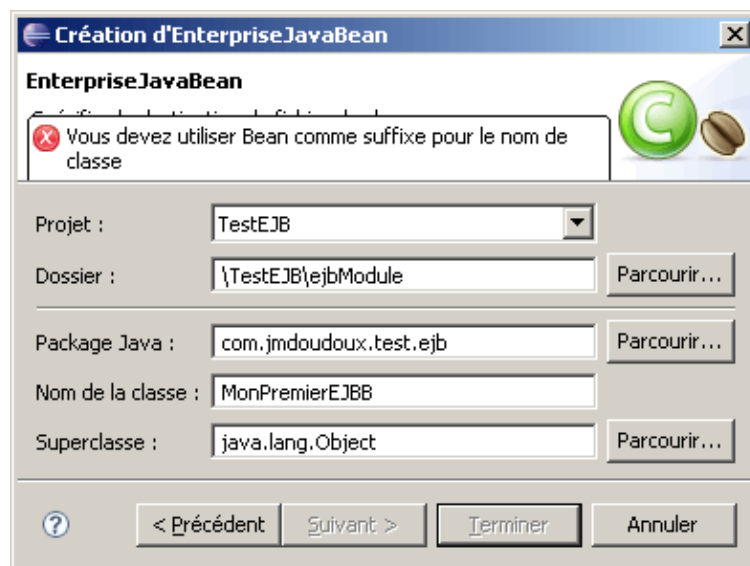 Création d'EnterpriseJavaBean
EnterpriseJavaBean
Vous devez utiliser Bean comme suffixe pour le nom de
classe
Projet : TestEJB
Dossier : \TestEJB\ejbModule Parcourir...
Package Java : com.jmdoudoux.test.ejb Parcourir...
Nom de la classe : MonPremierEJBB
Superclasse : java.lang.Object Parcourir...
? < Précédent Suivant > Terminer Annuler